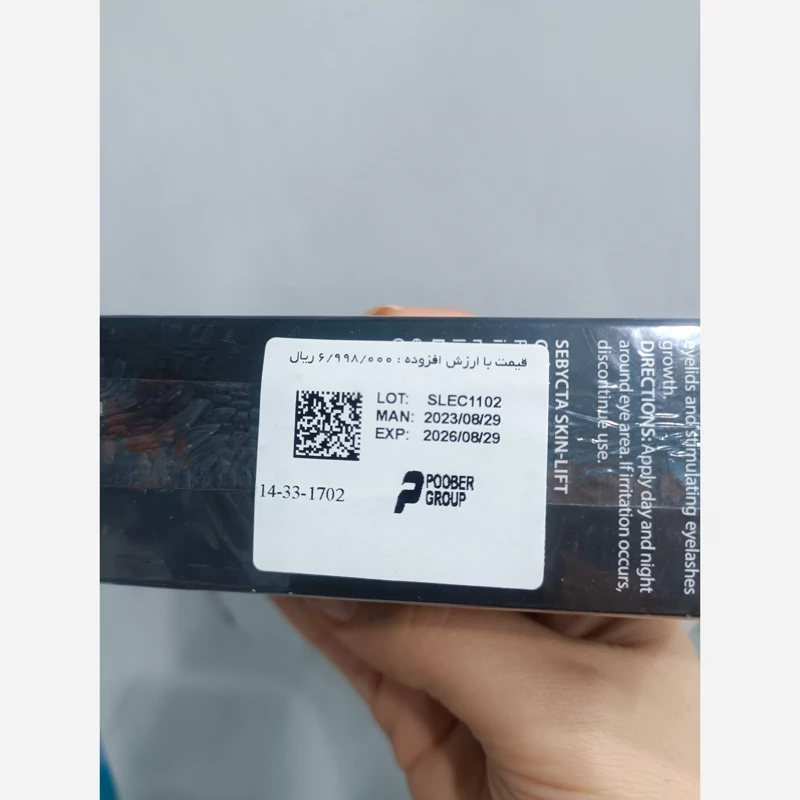 قیمت با ارزش افزوده : ۶/۹۹۸/۰۰۰ ریال
LOT: SLEC1102
MAN: 2023/08/29
EXP: 2026/08/29
14-33-1702
POOBER
GROUP
SEBYCTA SKIN-LIFT
eyelids and stimulating eyelashes
growth.
DIRECTIONS: Apply day and night
around eye area. If irritation occurs,
discontinue use.